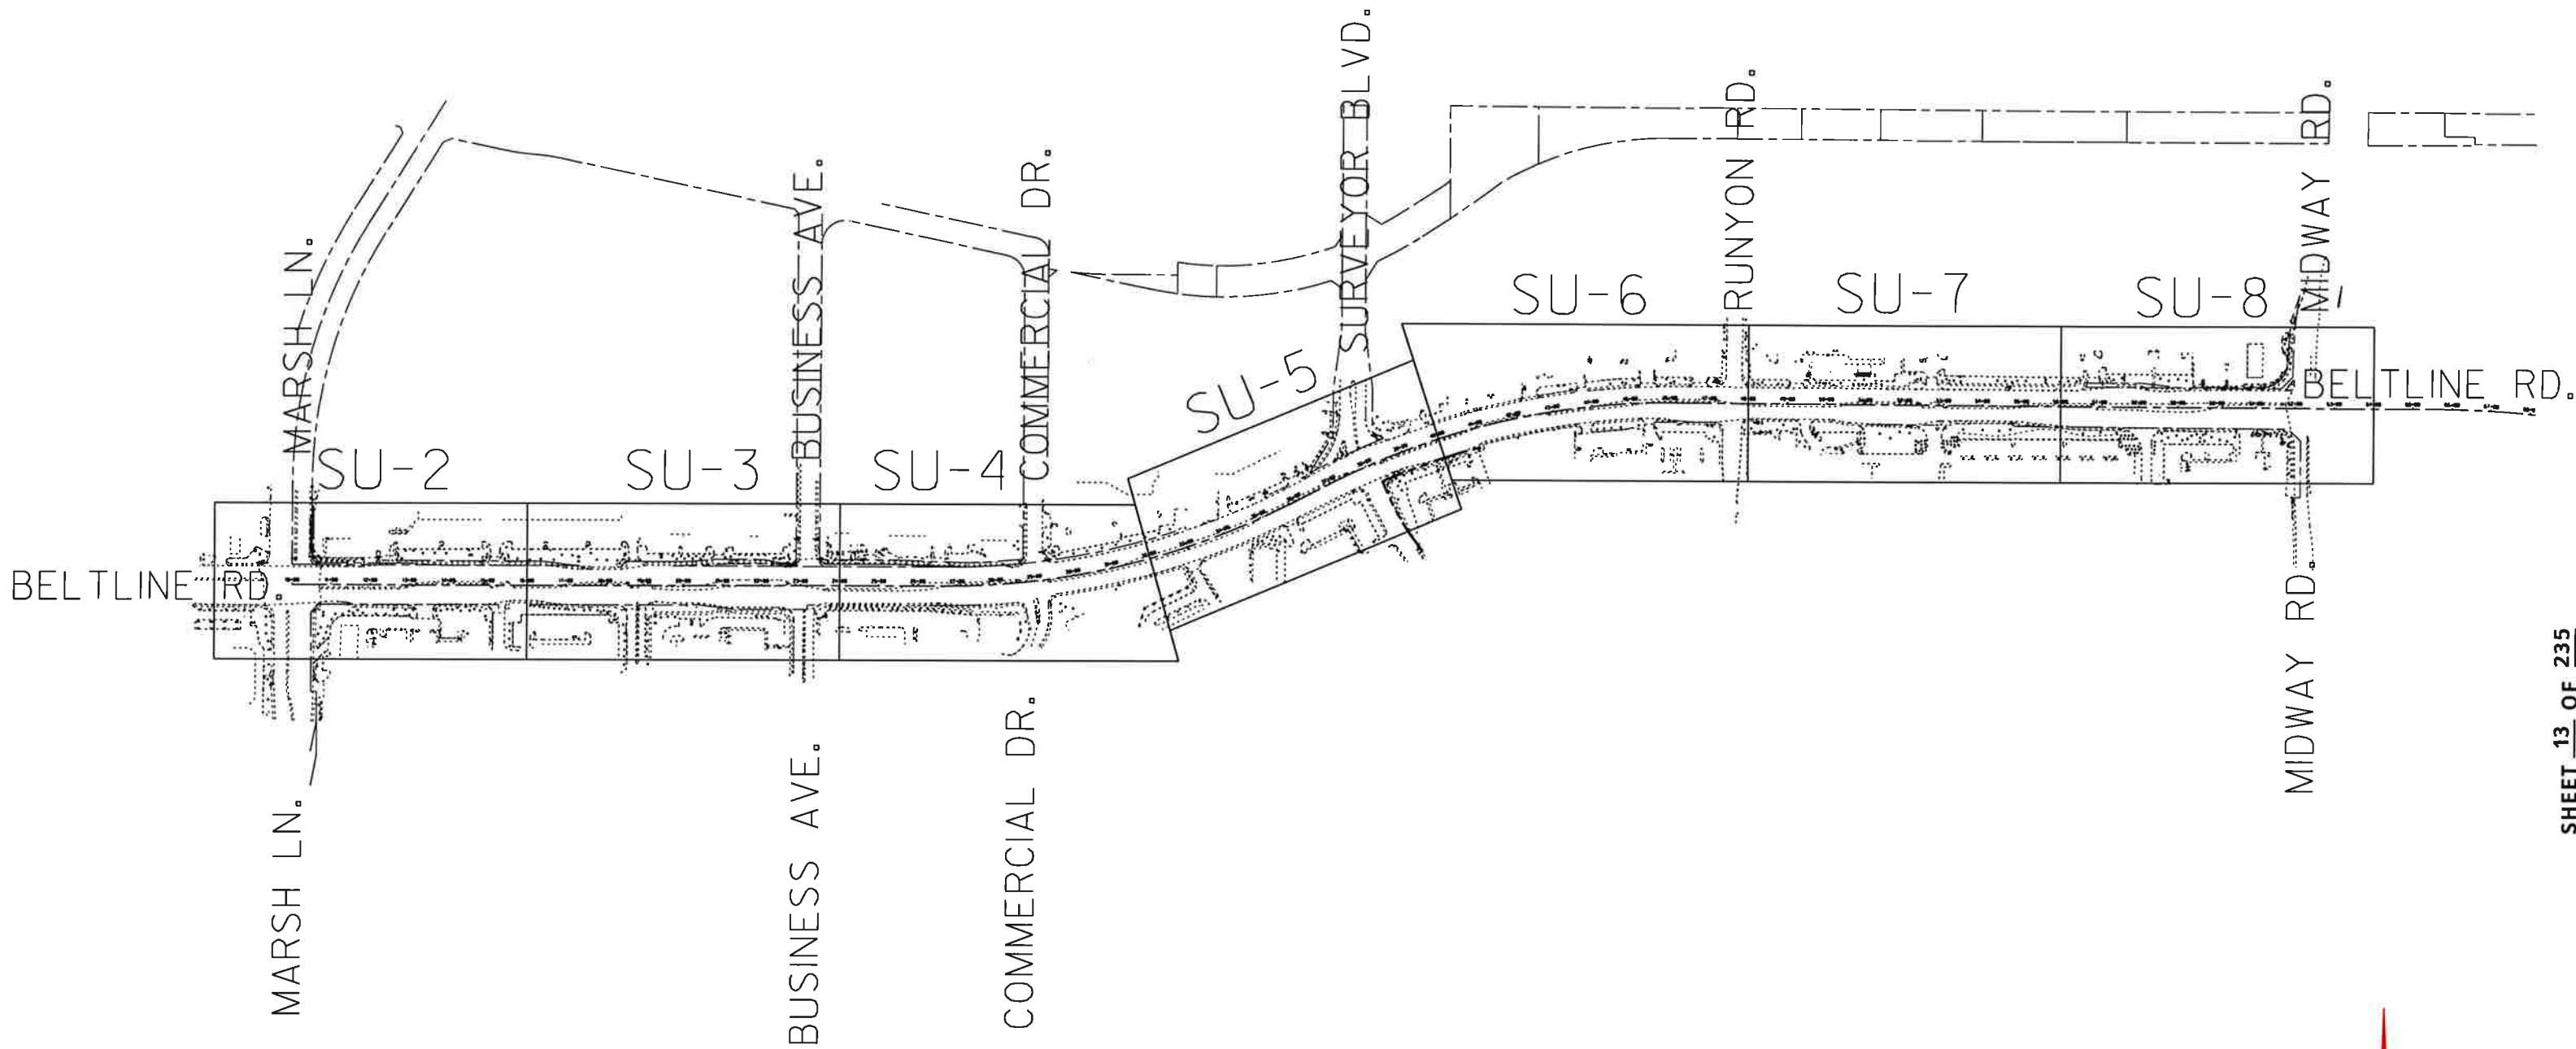 SURVEYOR BLVD.
RUNYON RD.
MIDWAY RD.
BUSINESS AVE.
COMMERCIAL DR.
MARSH LN.
SU-6
SU-7
SU-8
SU-5
BELTLINE RD.
SU-2
SU-3
SU-4
BELTLINE RD.
MIDWAY RD.
MARSH LN.
BUSINESS AVE.
COMMERCIAL DR.
SHEET 13 OF 235